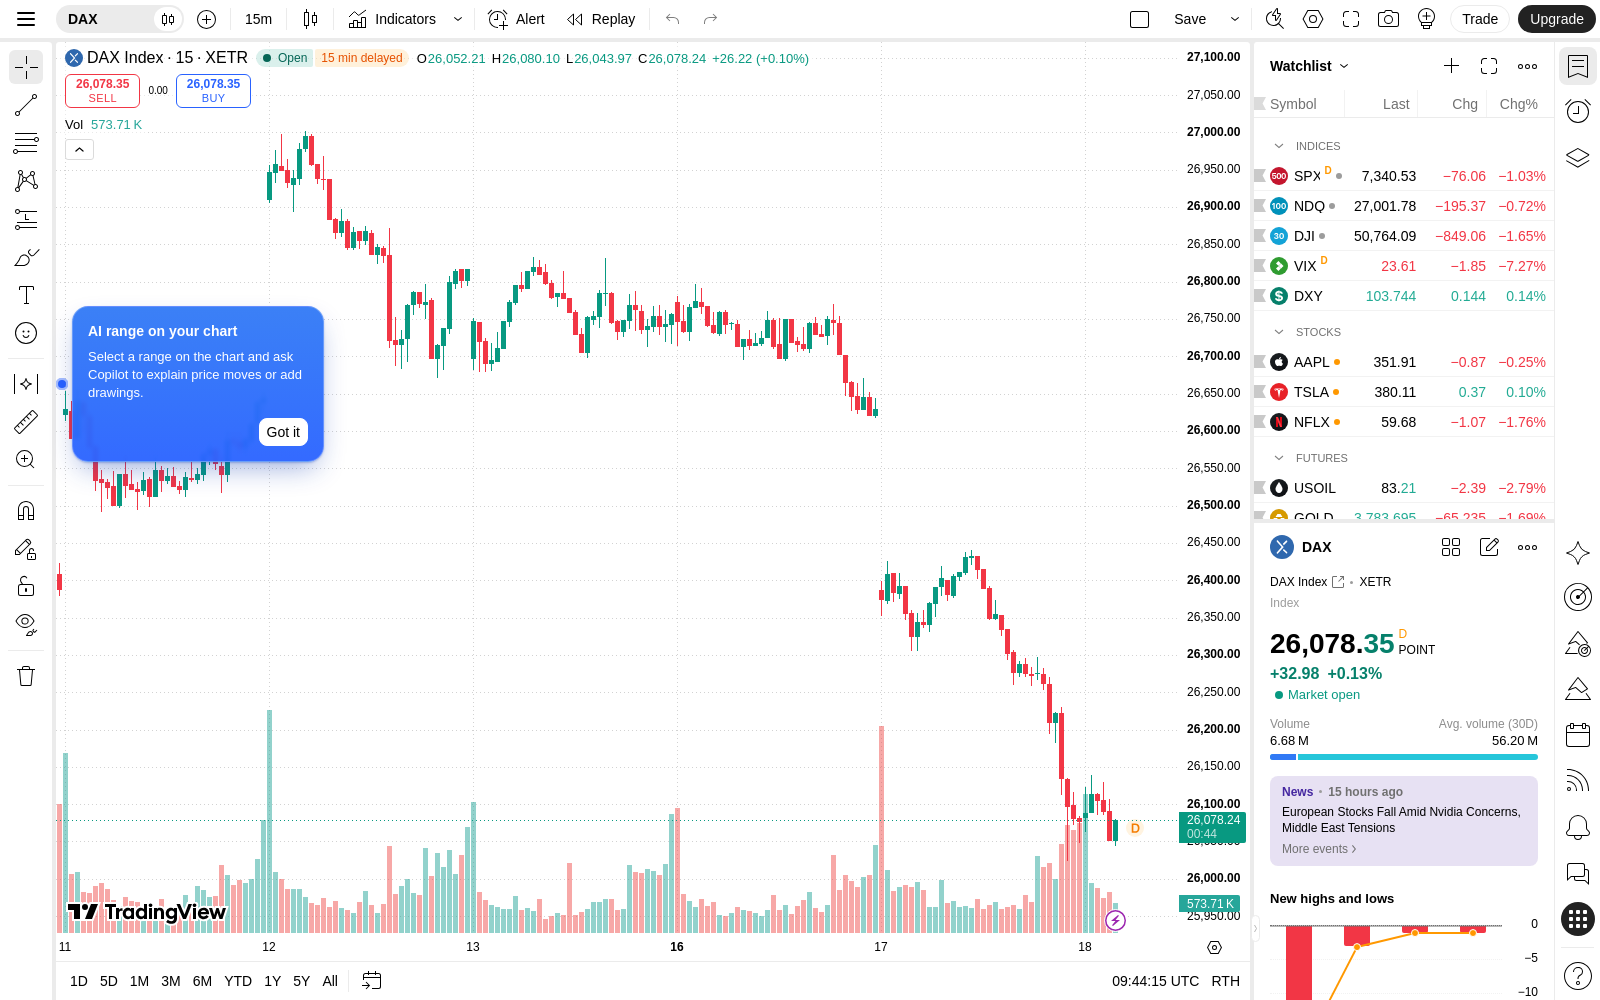 DAX
15m
Indicators
Alert
Replay
Save
Trade
Upgrade
DAX Index · 15 · XETR
Open
15 min delayed
O26,052.21 H26,080.10 L26,043.97 C26,078.24 +26.22 (+0.10%)
26,078.35
SELL
0.00
26,078.35
BUY
Vol 573.71 K
AI range on your chart
Select a range on the chart and ask
Copilot to explain price moves or add
drawings.
Got it
27,100.00
27,050.00
27,000.00
26,950.00
26,900.00
26,850.00
26,800.00
26,750.00
26,700.00
26,650.00
26,600.00
26,550.00
26,500.00
26,450.00
26,400.00
26,350.00
26,300.00
26,250.00
26,200.00
26,150.00
26,100.00
26,078.24
00:44
26,000.00
573.71 K
25,950.00
D
TradingView
11 12 13 16 17 18
1D 5D 1M 3M 6M YTD 1Y 5Y All
09:44:15 UTC RTH
Watchlist
Symbol Last Chg Chg%
INDICES
500 SPX D 7,340.53 −76.06 −1.03%
100 NDQ 27,001.78 −195.37 −0.72%
30 DJI 50,764.09 −849.06 −1.65%
VIX D 23.61 −1.85 −7.27%
$ DXY 103.744 0.144 0.14%
STOCKS
AAPL 351.91 −0.87 −0.25%
TSLA 380.11 0.37 0.10%
NFLX 59.68 −1.07 −1.76%
FUTURES
USOIL 83.21 −2.39 −2.79%
GOLD 3,783.695 −65.235 −1.69%
DAX
DAX Index • XETR
Index
26,078.35 D POINT
+32.98 +0.13%
Market open
Volume Avg. volume (30D)
6.68 M 56.20 M
News • 15 hours ago
European Stocks Fall Amid Nvidia Concerns,
Middle East Tensions
More events ›
New highs and lows
0
−5
−10